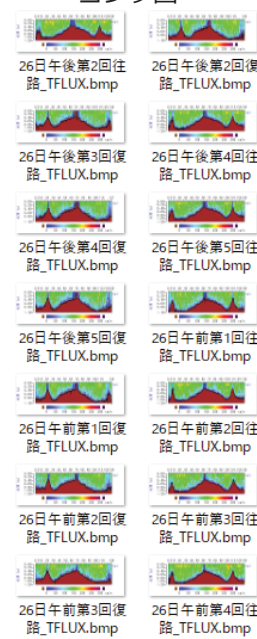 26日午後第2回往 26日午後第2回復
路_TFLUX.bmp 路_TFLUX.bmp
26日午後第3回復 26日午後第4回往
路_TFLUX.bmp 路_TFLUX.bmp
26日午後第4回復 26日午後第5回往
路_TFLUX.bmp 路_TFLUX.bmp
26日午後第5回復 26日午前第1回往
路_TFLUX.bmp 路_TFLUX.bmp
26日午前第1回復 26日午前第2回往
路_TFLUX.bmp 路_TFLUX.bmp
26日午前第2回復 26日午前第3回往
路_TFLUX.bmp 路_TFLUX.bmp
26日午前第3回復 26日午前第4回往
路_TFLUX.bmp 路_TFLUX.bmp